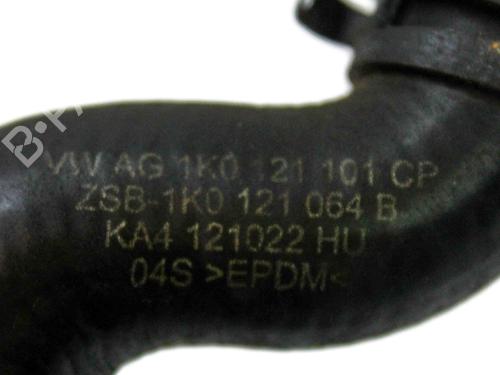 VW AG 1K0 121 101 CP
ZSB-1K0 121 064 B
KA4 121022 HU
04S >EPDM<